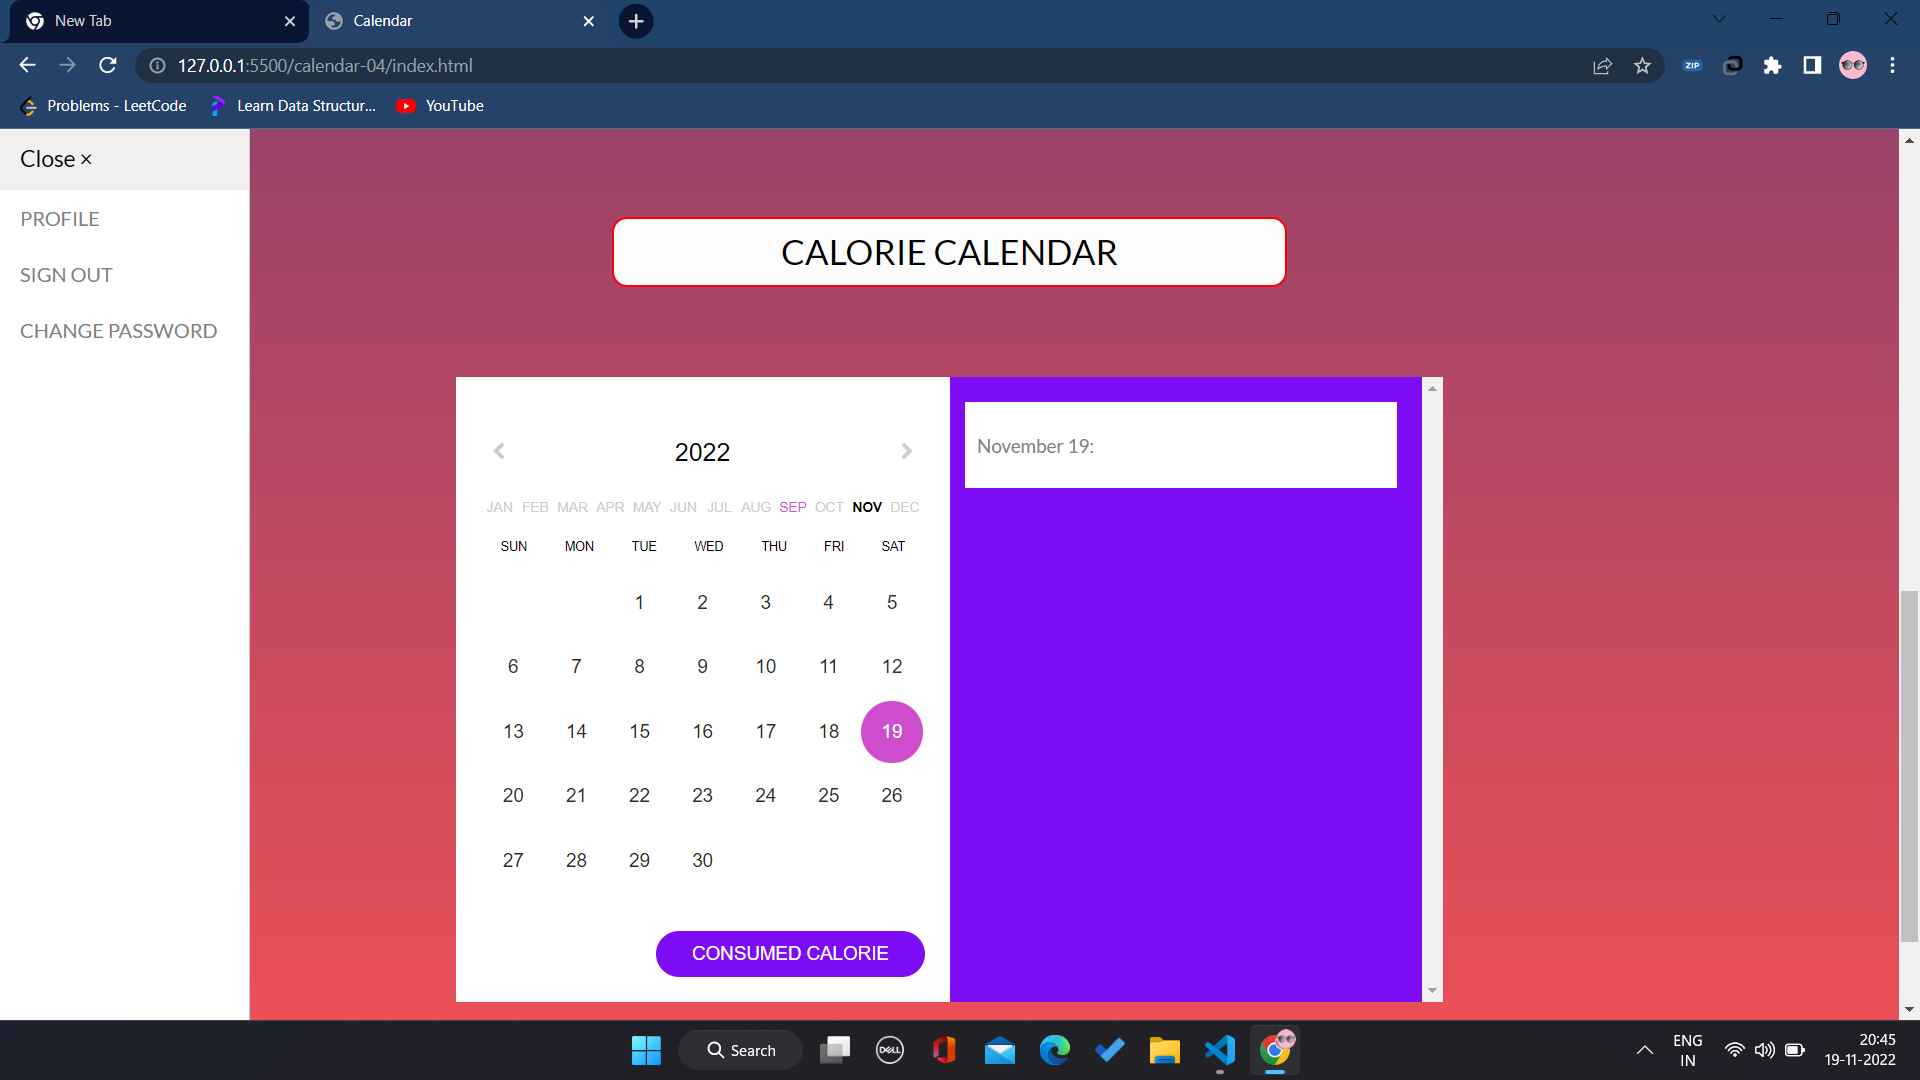 New Tab
Calendar
127.0.0.1:5500/calendar-04/index.html
ZIP
Problems - LeetCode
Learn Data Structur...
YouTube
Close ×
PROFILE
SIGN OUT
CHANGE PASSWORD
CALORIE CALENDAR
2022
JAN FEB MAR APR MAY JUN JUL AUG SEP OCT NOV DEC
SUN MON TUE WED THU FRI SAT
1 2 3 4 5
6 7 8 9 10 11 12
13 14 15 16 17 18 19
20 21 22 23 24 25 26
27 28 29 30
CONSUMED CALORIE
November 19:
Search
DELL
ENG
IN
20:45
19-11-2022